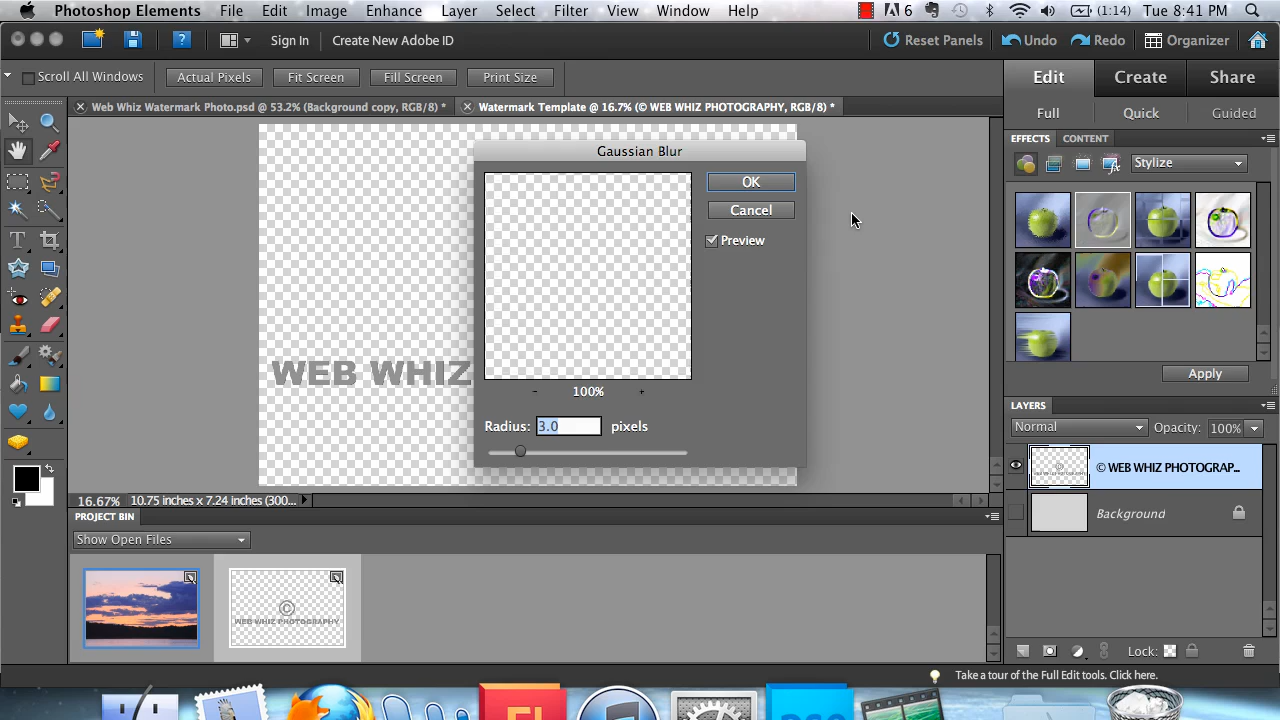 Photoshop Elements File Edit Image Enhance Layer Select Filter View Window Help 6 (1:14) Tue 8:41 PM
Sign In Create New Adobe ID Reset Panels Undo Redo Organizer
Scroll All Windows Actual Pixels Fit Screen Fill Screen Print Size
Edit Create Share
Web Whiz Watermark Photo.psd @ 53.2% (Background copy, RGB/8) * Watermark Template @ 16.7% (© WEB WHIZ PHOTOGRAPHY, RGB/8) *
Full Quick Guided
EFFECTS CONTENT
Stylize
Gaussian Blur
OK
Cancel
Preview
WEB WHIZ
100%
Radius: 3.0 pixels
Apply
LAYERS
Normal Opacity: 100%
© WEB WHIZ PHOTOGRAP...
Background
16.67% 10.75 inches x 7.24 inches (300...
PROJECT BIN
Show Open Files
©
WEB WHIZ PHOTOGRAPHY
Lock:
Take a tour of the Full Edit tools. Click here.